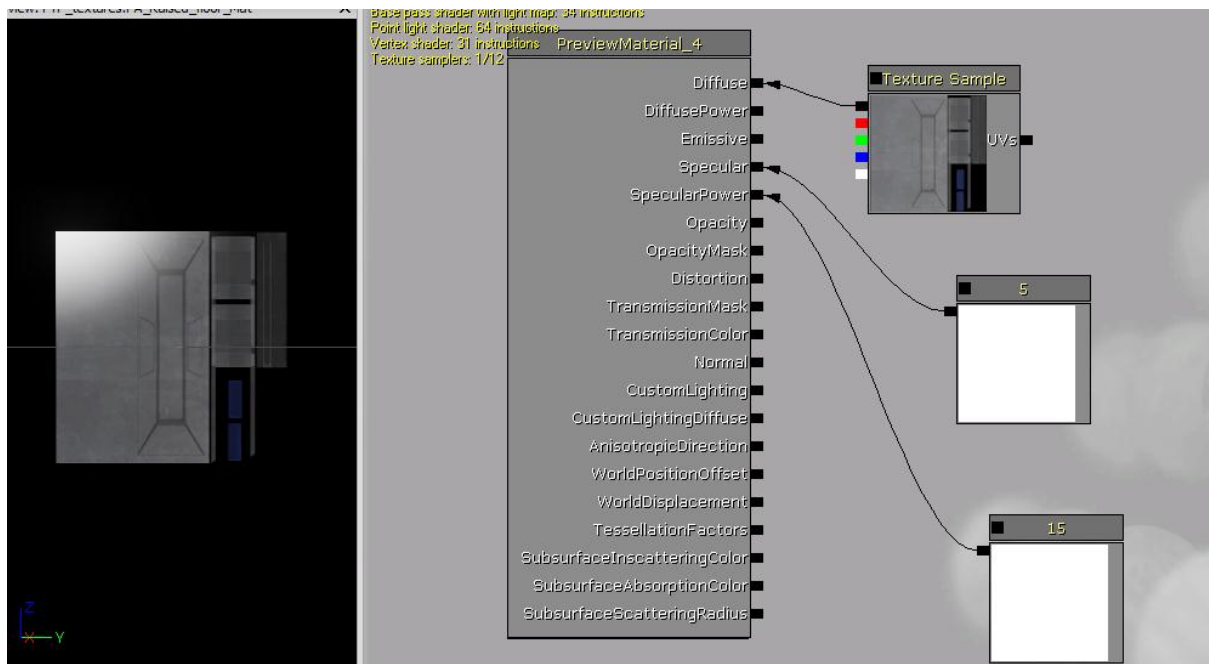 Base pass shader with light map: 34 instructions
Point light shader: 64 instructions
Vertex shader: 31 instructions
Texture samplers: 1/12
PreviewMaterial_4
Diffuse
DiffusePower
Emissive
Specular
SpecularPower
Opacity
OpacityMask
Distortion
TransmissionMask
TransmissionColor
Normal
CustomLighting
CustomLightingDiffuse
AnisotropicDirection
WorldPositionOffset
WorldDisplacement
TessellationFactors
SubsurfaceInscatteringColor
SubsurfaceAbsorptionColor
SubsurfaceScatteringRadius
Texture Sample
UVs
5
15
Z
X
Y